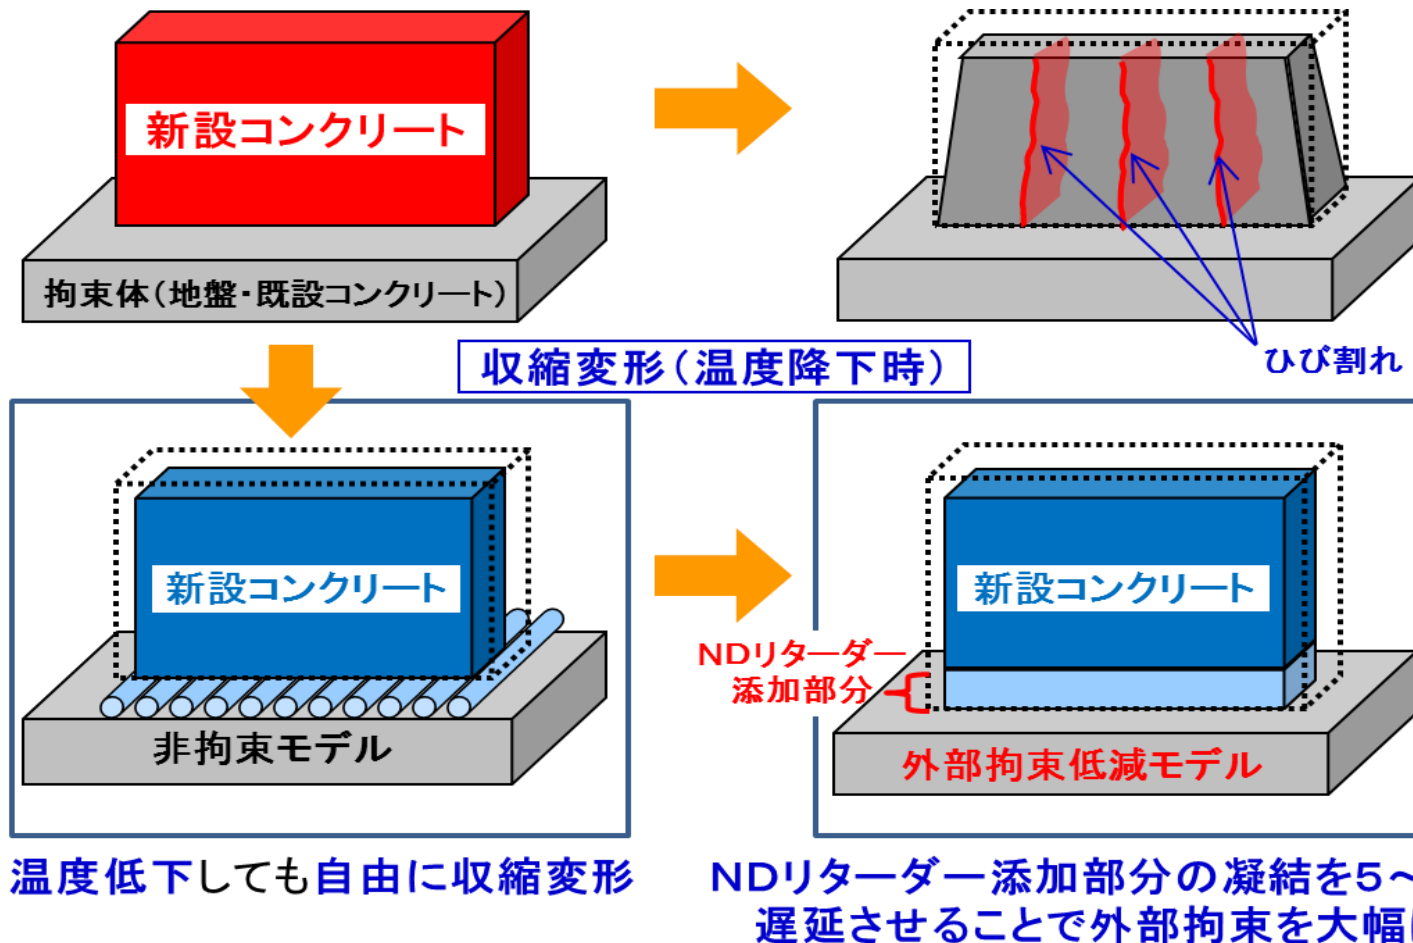 新設コンクリート
拘束体(地盤・既設コンクリート)
ひび割れ
収縮変形(温度降下時)
新設コンクリート
非拘束モデル
新設コンクリート
NDリターダー
添加部分
外部拘束低減モデル
温度低下しても自由に収縮変形
NDリターダー添加部分の凝結を5～
遅延させることで外部拘束を大幅